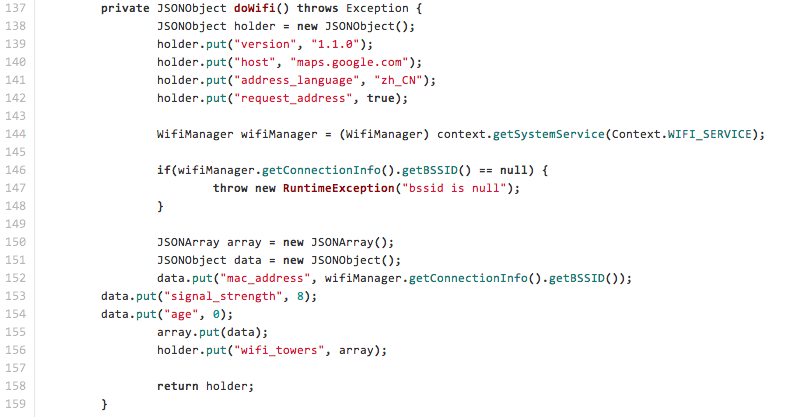 137 private JSONObject doWifi() throws Exception {
138 JSONObject holder = new JSONObject();
139 holder.put("version", "1.1.0");
140 holder.put("host", "maps.google.com");
141 holder.put("address_language", "zh_CN");
142 holder.put("request_address", true);
143
144 WifiManager wifiManager = (WifiManager) context.getSystemService(Context.WIFI_SERVICE);
145
146 if(wifiManager.getConnectionInfo().getBSSID() == null) {
147 throw new RuntimeException("bssid is null");
148 }
149
150 JSONArray array = new JSONArray();
151 JSONObject data = new JSONObject();
152 data.put("mac_address", wifiManager.getConnectionInfo().getBSSID());
153 data.put("signal_strength", 8);
154 data.put("age", 0);
155 array.put(data);
156 holder.put("wifi_towers", array);
157
158 return holder;
159 }